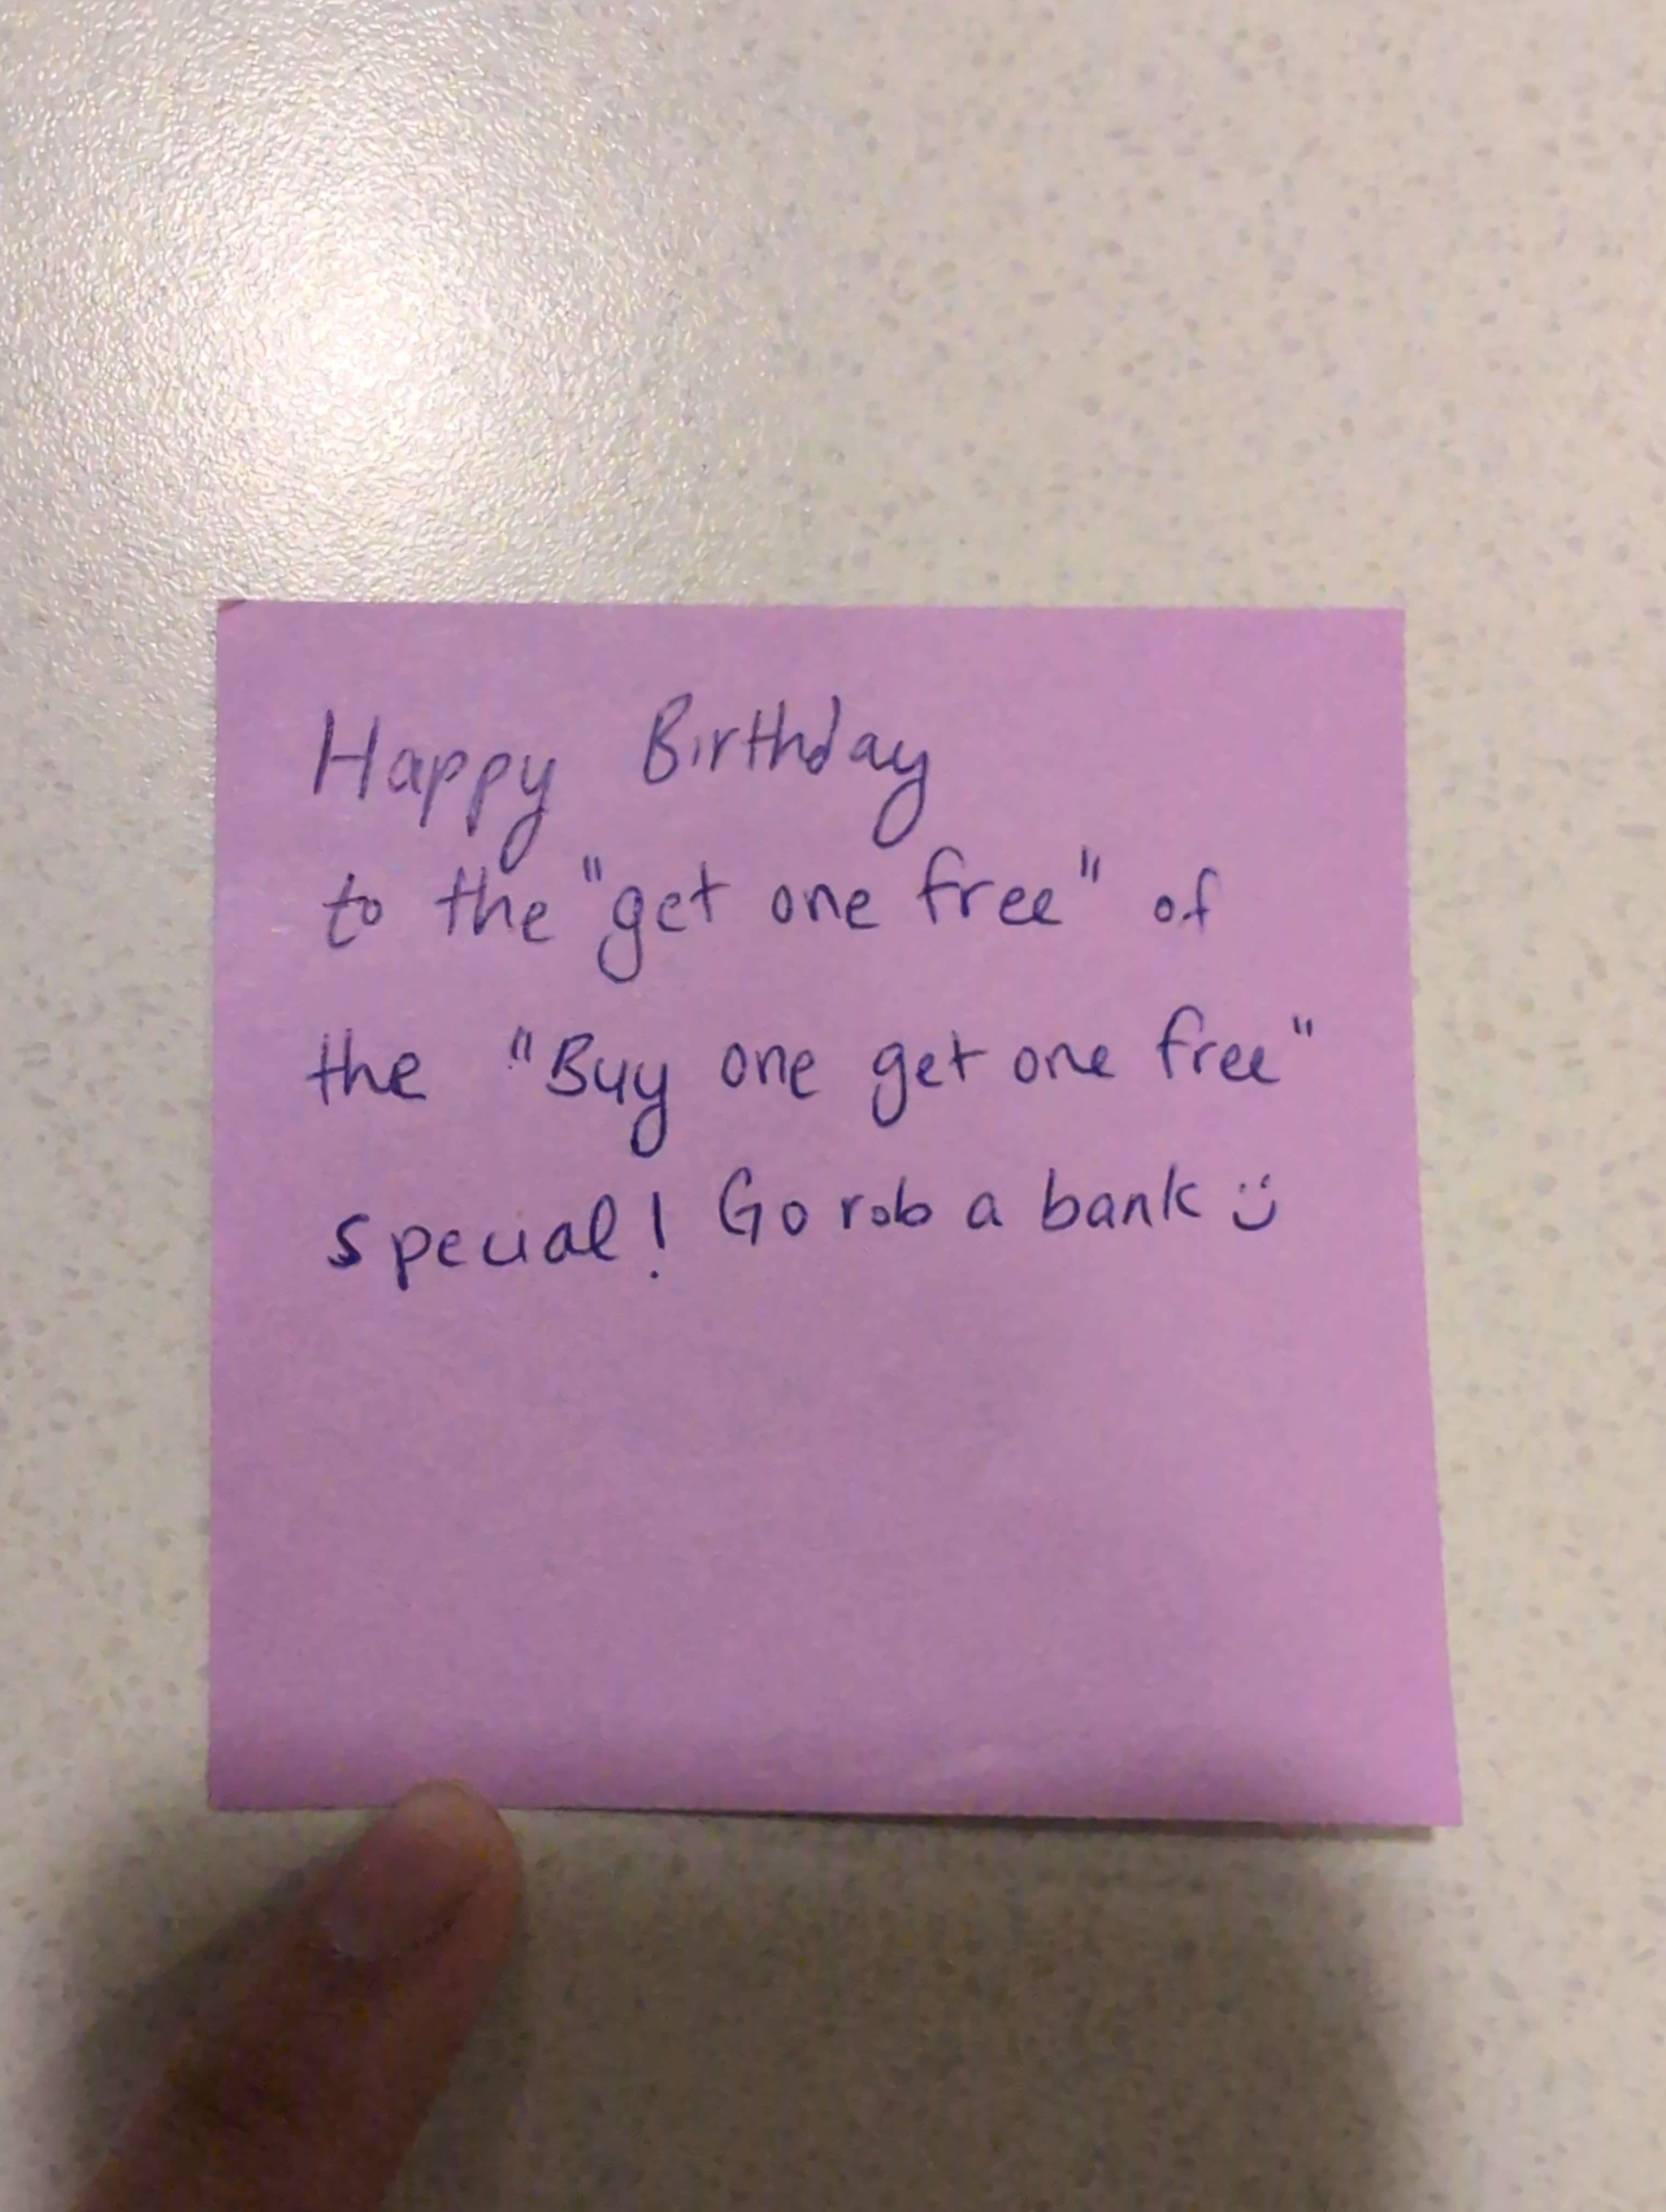 Happy Birthday
to the "get one free" of
the "Buy one get one free"
special! Go rob a bank :)